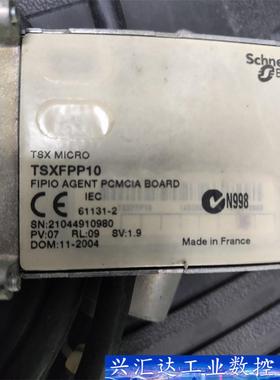 Schne
TSX MICRO
TSXFPP10
FIPIO AGENT PCMCIA BOARD
IEC
61131-2
N998
SN:21044910980
PV:07 RL:09 SV:1.9
DOM:11-2004
Made in France
兴汇达工业数控